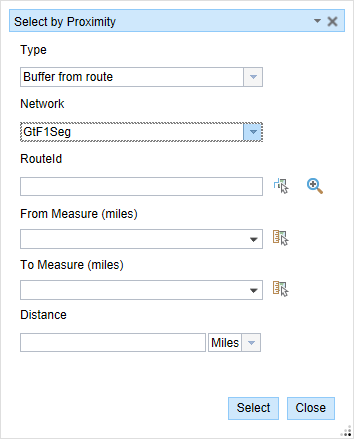 Select by Proximity
Type
Buffer from route
Network
GtF1Seg
RouteId
From Measure (miles)
To Measure (miles)
Distance
Miles
Select Close